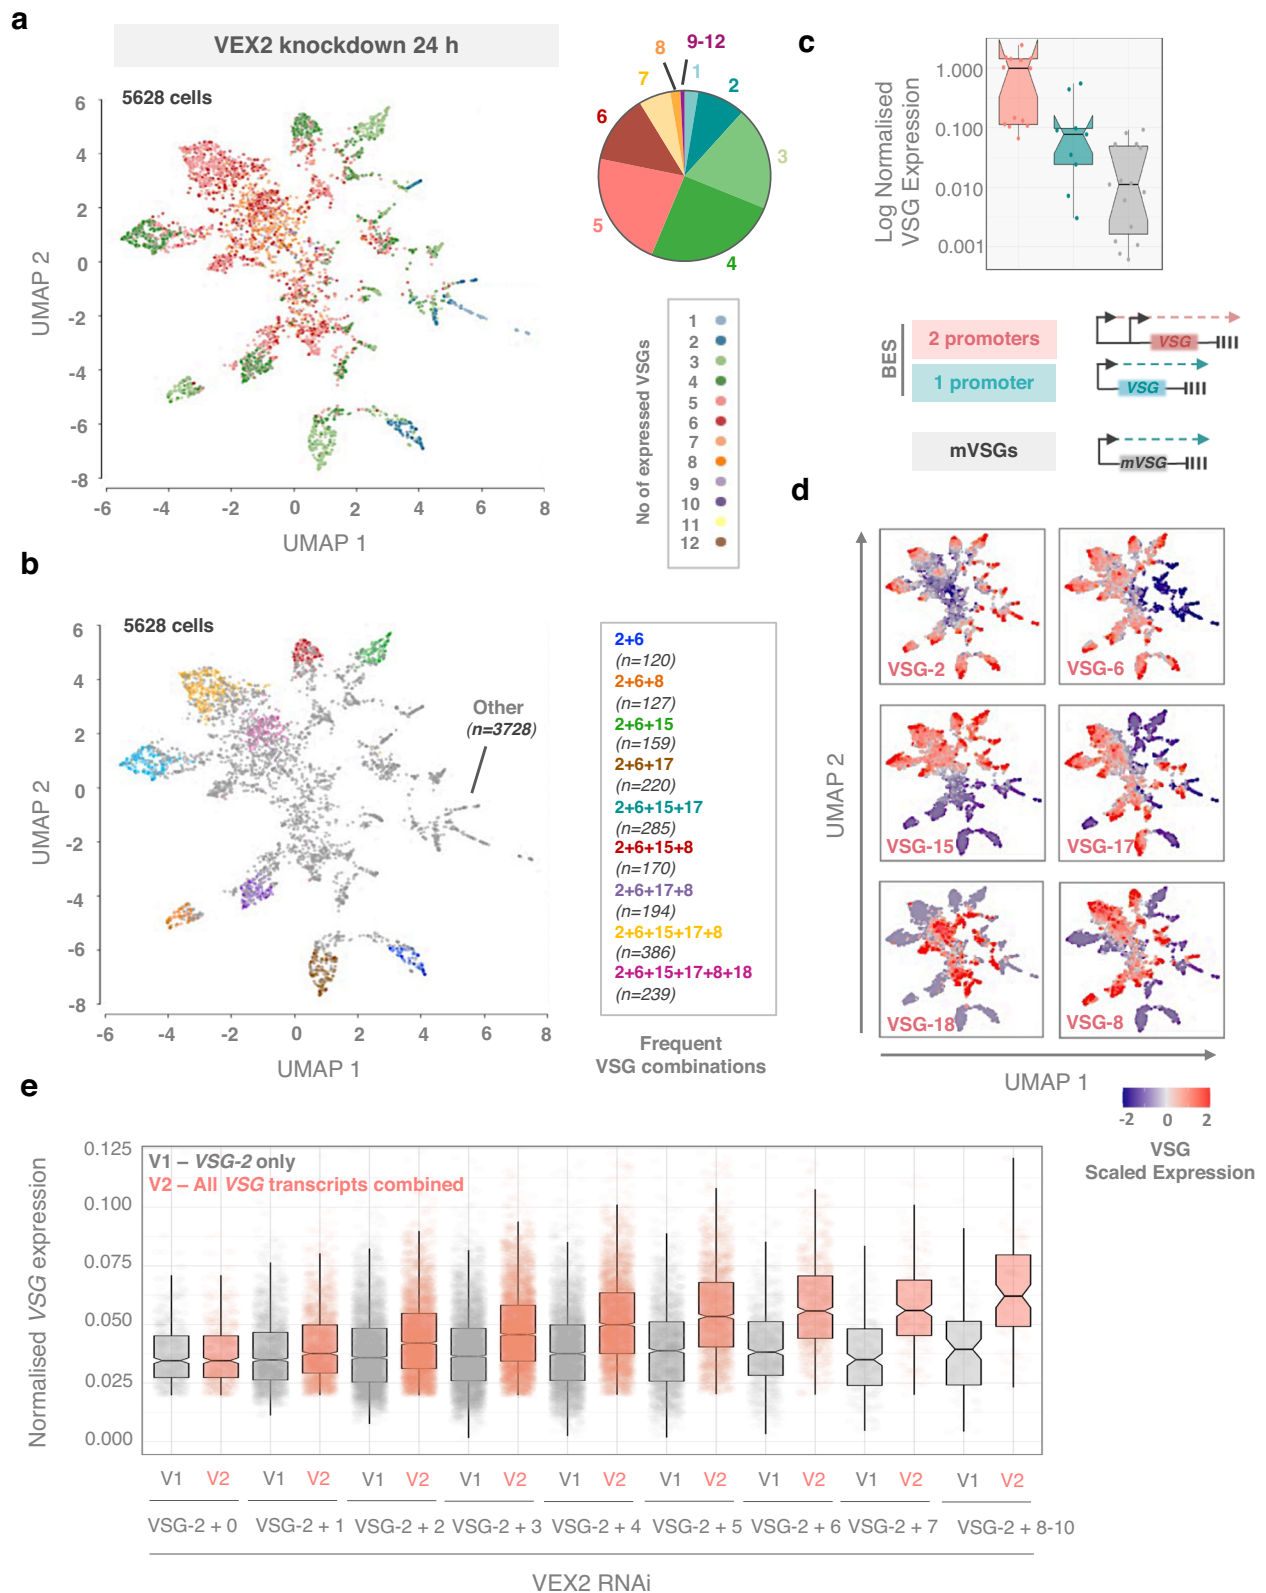 a
VEX2 knockdown 24 h
5628 cells
6
4
2
0
-2
-4
-6
-8
-6
-4
-2
0
2
4
6
8
UMAP 2
UMAP 1
1
2
3
4
5
6
7
8
9-12
No of expressed VSGs
1
2
3
4
5
6
7
8
9
10
11
12
c
Log Normalised
VSG Expression
1.000
0.100
0.010
0.001
BES
2 promoters
VSG
1 promoter
VSG
mVSGs
mVSG
b
5628 cells
6
4
2
0
-2
-4
-6
-8
-6
-4
-2
0
2
4
6
8
UMAP 2
UMAP 1
Other
(n=3728)
2+6
(n=120)
2+6+8
(n=127)
2+6+15
(n=159)
2+6+17
(n=220)
2+6+15+17
(n=285)
2+6+15+8
(n=170)
2+6+17+8
(n=194)
2+6+15+17+8
(n=386)
2+6+15+17+8+18
(n=239)
Frequent
VSG combinations
d
UMAP 2
VSG-2
VSG-6
VSG-15
VSG-17
VSG-18
VSG-8
UMAP 1
-2 0 2
VSG
Scaled Expression
e
Normalised VSG expression
0.125
0.100
0.075
0.050
0.025
0.000
V1 – VSG-2 only
V2 – All VSG transcripts combined
V1 V2 V1 V2 V1 V2 V1 V2 V1 V2 V1 V2 V1 V2 V1 V2 V1 V2
VSG-2 + 0 VSG-2 + 1 VSG-2 + 2 VSG-2 + 3 VSG-2 + 4 VSG-2 + 5 VSG-2 + 6 VSG-2 + 7 VSG-2 + 8-10
VEX2 RNAi